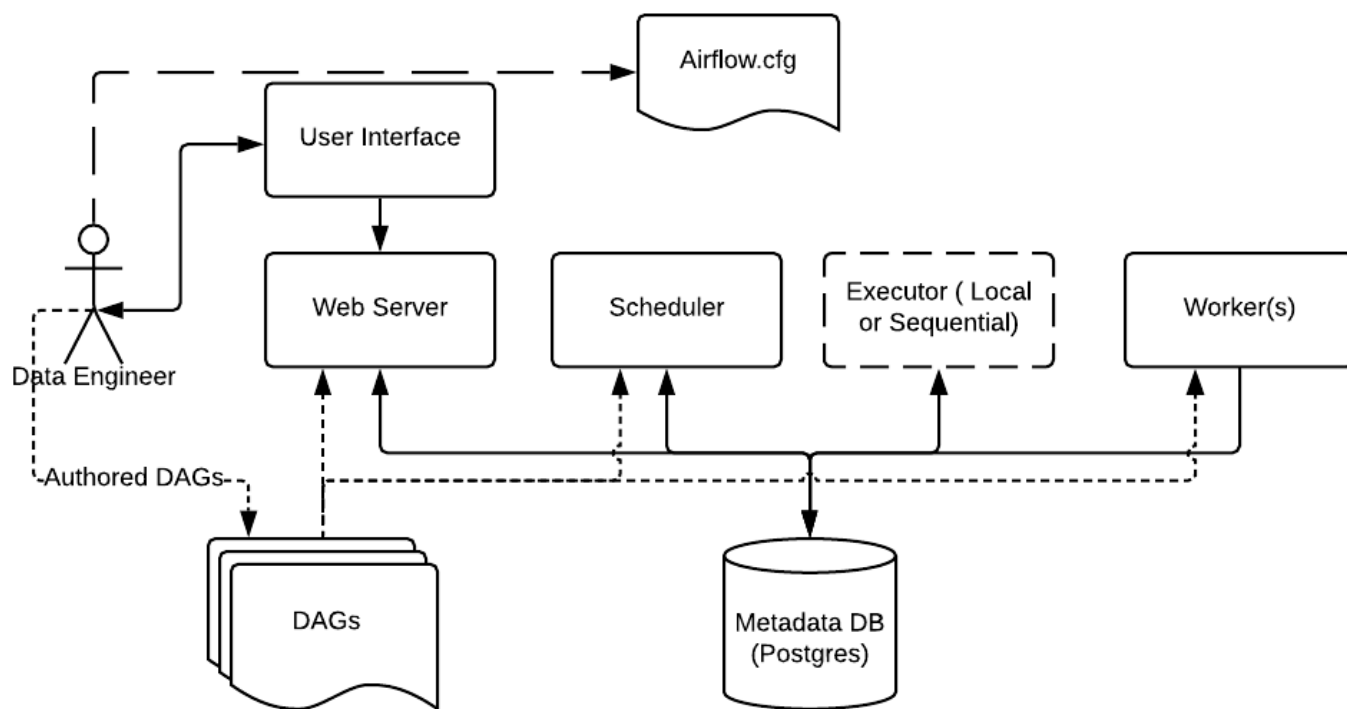 Airflow.cfg
User Interface
Web Server
Scheduler
Executor ( Local
or Sequential)
Worker(s)
Data Engineer
Authored DAGs
DAGs
Metadata DB
(Postgres)